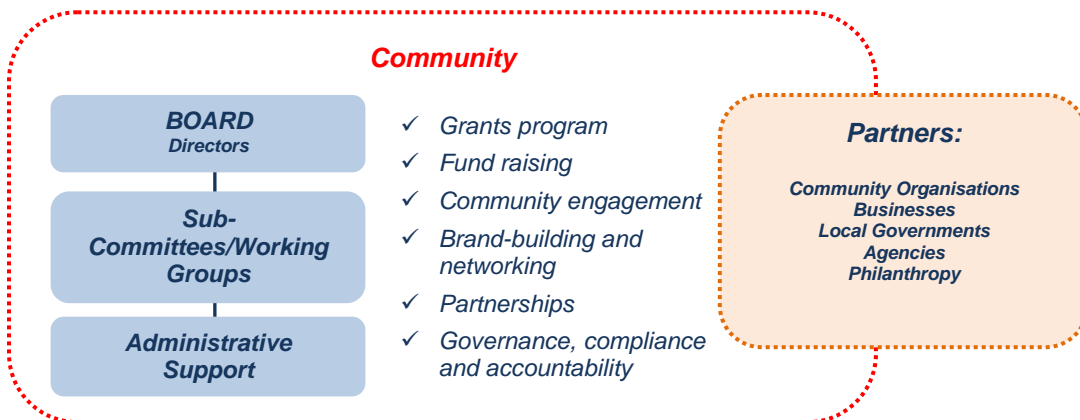 Community
BOARD
Directors
Sub-
Committees/Working
Groups
Administrative
Support
✓ Grants program
✓ Fund raising
✓ Community engagement
✓ Brand-building and
networking
✓ Partnerships
✓ Governance, compliance
and accountability
Partners:
Community Organisations
Businesses
Local Governments
Agencies
Philanthropy